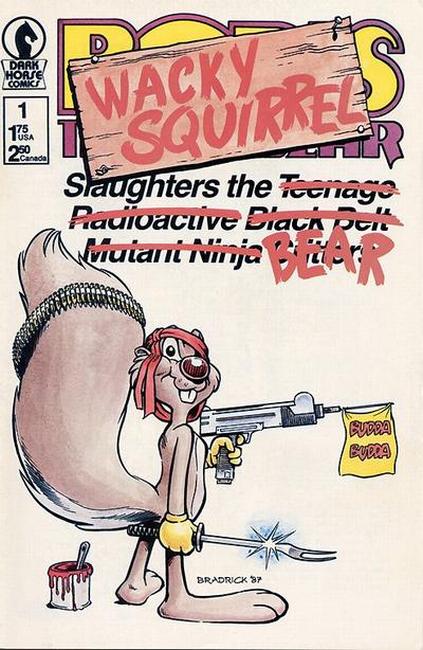 DARK
HORSE
COMICS
1
1.75 USA
2.50 Canada
WACKY
SQUIRREL
Slaughters the Teenage
Radioactive Black Belt
Mutant Ninja
BEAR
BUDDA
BUDDA
BRADRICK '87